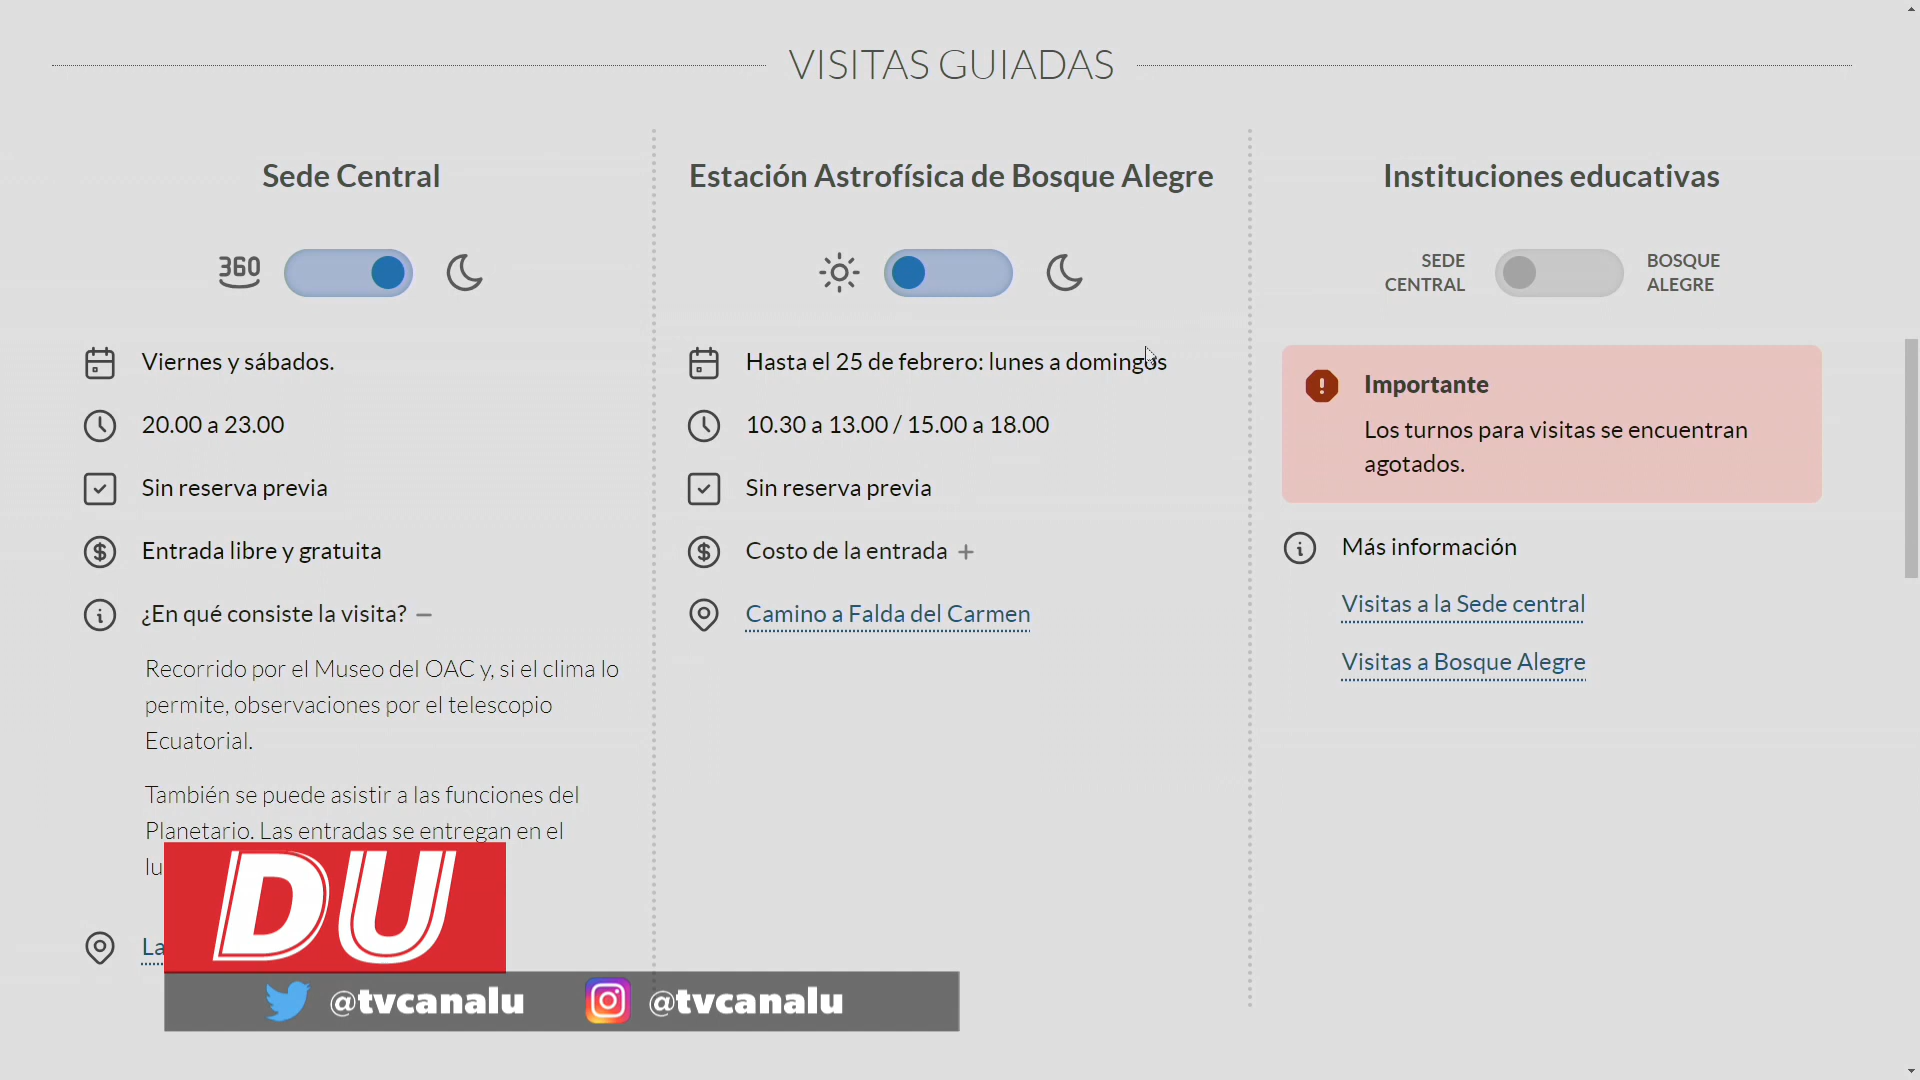 VISITAS GUIADAS
Sede Central
360
Viernes y sábados.
20.00 a 23.00
Sin reserva previa
Entrada libre y gratuita
¿En qué consiste la visita?
Recorrido por el Museo del OAC y, si el clima lo
permite, observaciones por el telescopio
Ecuatorial.
También se puede asistir a las funciones del
Planetario. Las entradas se entregan en el
Estación Astrofísica de Bosque Alegre
Hasta el 25 de febrero: lunes a domingos
10.30 a 13.00 / 15.00 a 18.00
Sin reserva previa
Costo de la entrada +
Camino a Falda del Carmen
Instituciones educativas
SEDE
CENTRAL
BOSQUE
ALEGRE
Importante
Los turnos para visitas se encuentran
agotados.
Más información
Visitas a la Sede central
Visitas a Bosque Alegre
DU
@tvcanalu
@tvcanalu